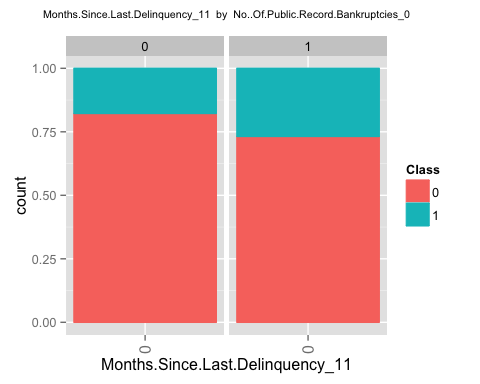 Months.Since.Last.Delinquency_11 by No..Of.Public.Record.Bankruptcies_0
0 1
1.00
0.75
0.50
0.25
0.00
count
0 0
Months.Since.Last.Delinquency_11
Class
0
1